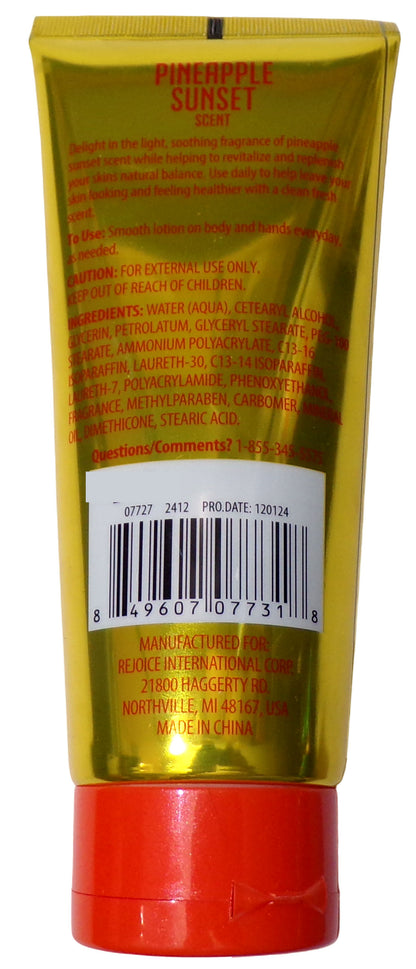 PINEAPPLE
SUNSET
SCENT
Delight in the light, soothing fragrance of pineapple
sunset scent while helping to revitalize and replenish
your skins natural balance. Use daily to help leave your
skin looking and feeling healthier with a clean fresh
scent.
To Use: Smooth lotion on body and hands everyday,
as needed.
CAUTION: FOR EXTERNAL USE ONLY.
KEEP OUT OF REACH OF CHILDREN.
INGREDIENTS: WATER (AQUA), CETEARYL ALCOHOL,
GLYCERIN, PETROLATUM, GLYCERYL STEARATE, PEG-100
STEARATE, AMMONIUM POLYACRYLATE, C13-16
ISOPARAFFIN, LAURETH-30, C13-14 ISOPARAFFIN,
LAURETH-7, POLYACRYLAMIDE, PHENOXYETHANOL,
FRAGRANCE, METHYLPARABEN, CARBOMER, MINERAL
OIL, DIMETHICONE, STEARIC ACID.
Questions/Comments? 1-855-345-
07727 2412 PRO.DATE: 120124
8 49607 07731 8
MANUFACTURED FOR:
REJOICE INTERNATIONAL CORP.
21800 HAGGERTY RD.
NORTHVILLE, MI 48167, USA
MADE IN CHINA